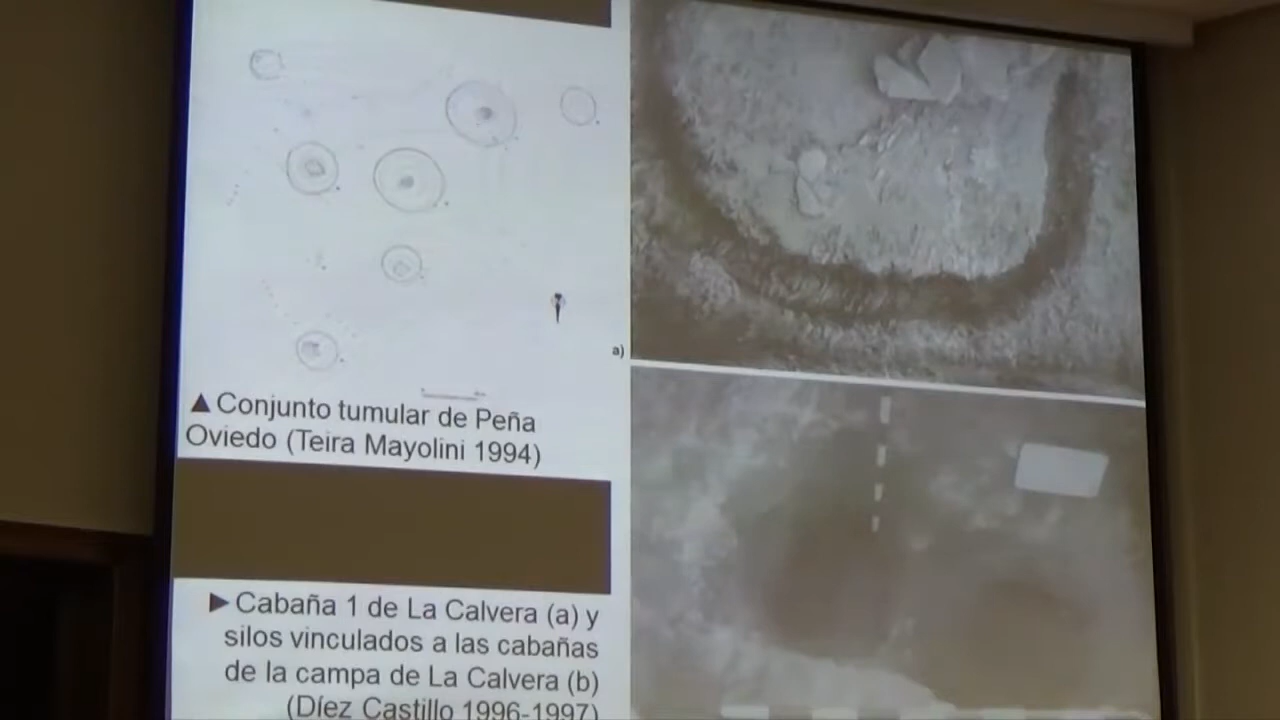 a)
▲ Conjunto tumular de Peña
Oviedo (Teira Mayolini 1994)
► Cabaña 1 de La Calvera (a) y
silos vinculados a las cabañas
de la campa de La Calvera (b)
(Díez Castillo 1996-1997)